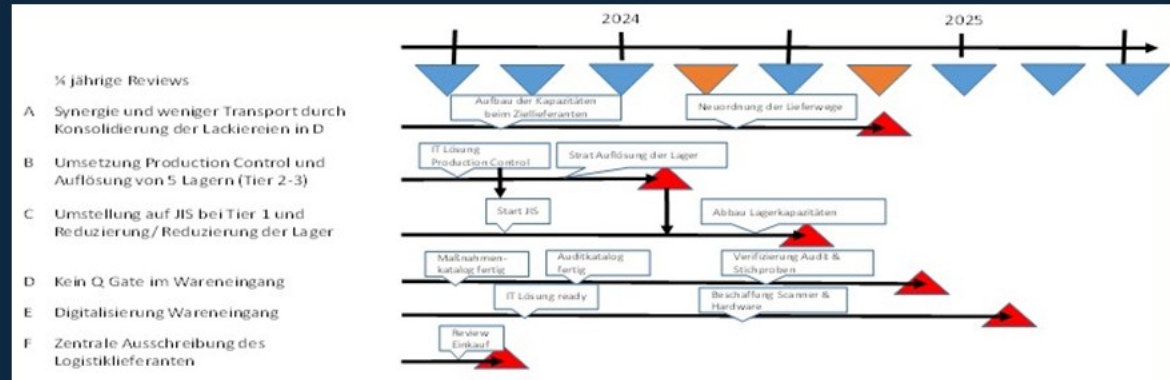 2024 2025
¼ jährige Reviews
A Synergie und weniger Transport durch
Konsolidierung der Lackiereien in D
Aufbau der Kapazitäten
beim Ziellieferanten
Neuordnung der Lieferwege
B Umsetzung Production Control und
Auflösung von 5 Lagern (Tier 2-3)
IT Lösung
Production Control
Strat Auflösung der Lager
C Umstellung auf JIS bei Tier 1 und
Reduzierung/ Reduzierung der Lager
Start JIS
Abbau Lagerkapazitäten
D Kein Q Gate im Wareneingang
Maßnahmen-
katalog fertig
Auditkatalog
fertig
Verifizierung Audit &
Stichproben
E Digitalisierung Wareneingang
IT Lösung ready
Beschaffung Scanner &
Hardware
F Zentrale Ausschreibung des
Logistiklieferanten
Review
Einkauf